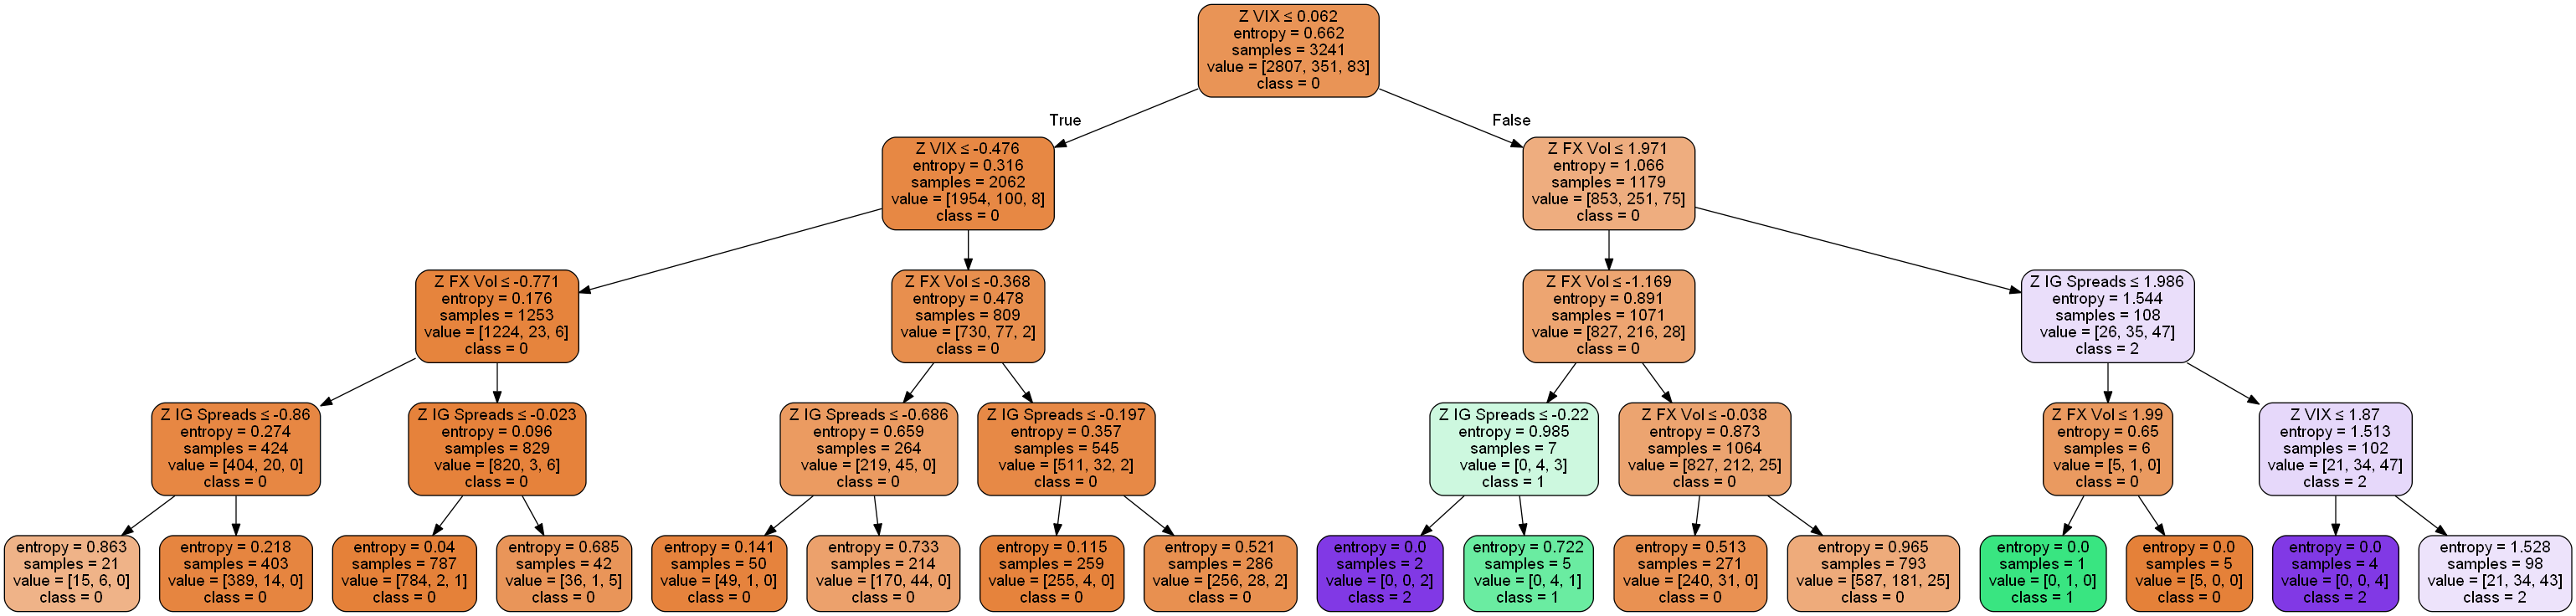 Z VIX ≤ 0.062
entropy = 0.662
samples = 3241
value = [2807, 351, 83]
class = 0
True
False
Z VIX ≤ -0.476
entropy = 0.316
samples = 2062
value = [1954, 100, 8]
class = 0
Z FX Vol ≤ 1.971
entropy = 1.066
samples = 1179
value = [853, 251, 75]
class = 0
Z FX Vol ≤ -0.771
entropy = 0.176
samples = 1253
value = [1224, 23, 6]
class = 0
Z FX Vol ≤ -0.368
entropy = 0.478
samples = 809
value = [730, 77, 2]
class = 0
Z FX Vol ≤ -1.169
entropy = 0.891
samples = 1071
value = [827, 216, 28]
class = 0
Z IG Spreads ≤ 1.986
entropy = 1.544
samples = 108
value = [26, 35, 47]
class = 2
Z IG Spreads ≤ -0.86
entropy = 0.274
samples = 424
value = [404, 20, 0]
class = 0
Z IG Spreads ≤ -0.023
entropy = 0.096
samples = 829
value = [820, 3, 6]
class = 0
Z IG Spreads ≤ -0.686
entropy = 0.659
samples = 264
value = [219, 45, 0]
class = 0
Z IG Spreads ≤ -0.197
entropy = 0.357
samples = 545
value = [511, 32, 2]
class = 0
Z IG Spreads ≤ -0.22
entropy = 0.985
samples = 7
value = [0, 4, 3]
class = 1
Z FX Vol ≤ -0.038
entropy = 0.873
samples = 1064
value = [827, 212, 25]
class = 0
Z FX Vol ≤ 1.99
entropy = 0.65
samples = 6
value = [5, 1, 0]
class = 0
Z VIX ≤ 1.87
entropy = 1.513
samples = 102
value = [21, 34, 47]
class = 2
entropy = 0.863
samples = 21
value = [15, 6, 0]
class = 0
entropy = 0.218
samples = 403
value = [389, 14, 0]
class = 0
entropy = 0.04
samples = 787
value = [784, 2, 1]
class = 0
entropy = 0.685
samples = 42
value = [36, 1, 5]
class = 0
entropy = 0.141
samples = 50
value = [49, 1, 0]
class = 0
entropy = 0.733
samples = 214
value = [170, 44, 0]
class = 0
entropy = 0.115
samples = 259
value = [255, 4, 0]
class = 0
entropy = 0.521
samples = 286
value = [256, 28, 2]
class = 0
entropy = 0.0
samples = 2
value = [0, 0, 2]
class = 2
entropy = 0.722
samples = 5
value = [0, 4, 1]
class = 1
entropy = 0.513
samples = 271
value = [240, 31, 0]
class = 0
entropy = 0.965
samples = 793
value = [587, 181, 25]
class = 0
entropy = 0.0
samples = 1
value = [0, 1, 0]
class = 1
entropy = 0.0
samples = 5
value = [5, 0, 0]
class = 0
entropy = 0.0
samples = 4
value = [0, 0, 4]
class = 2
entropy = 1.528
samples = 98
value = [21, 34, 43]
class = 2